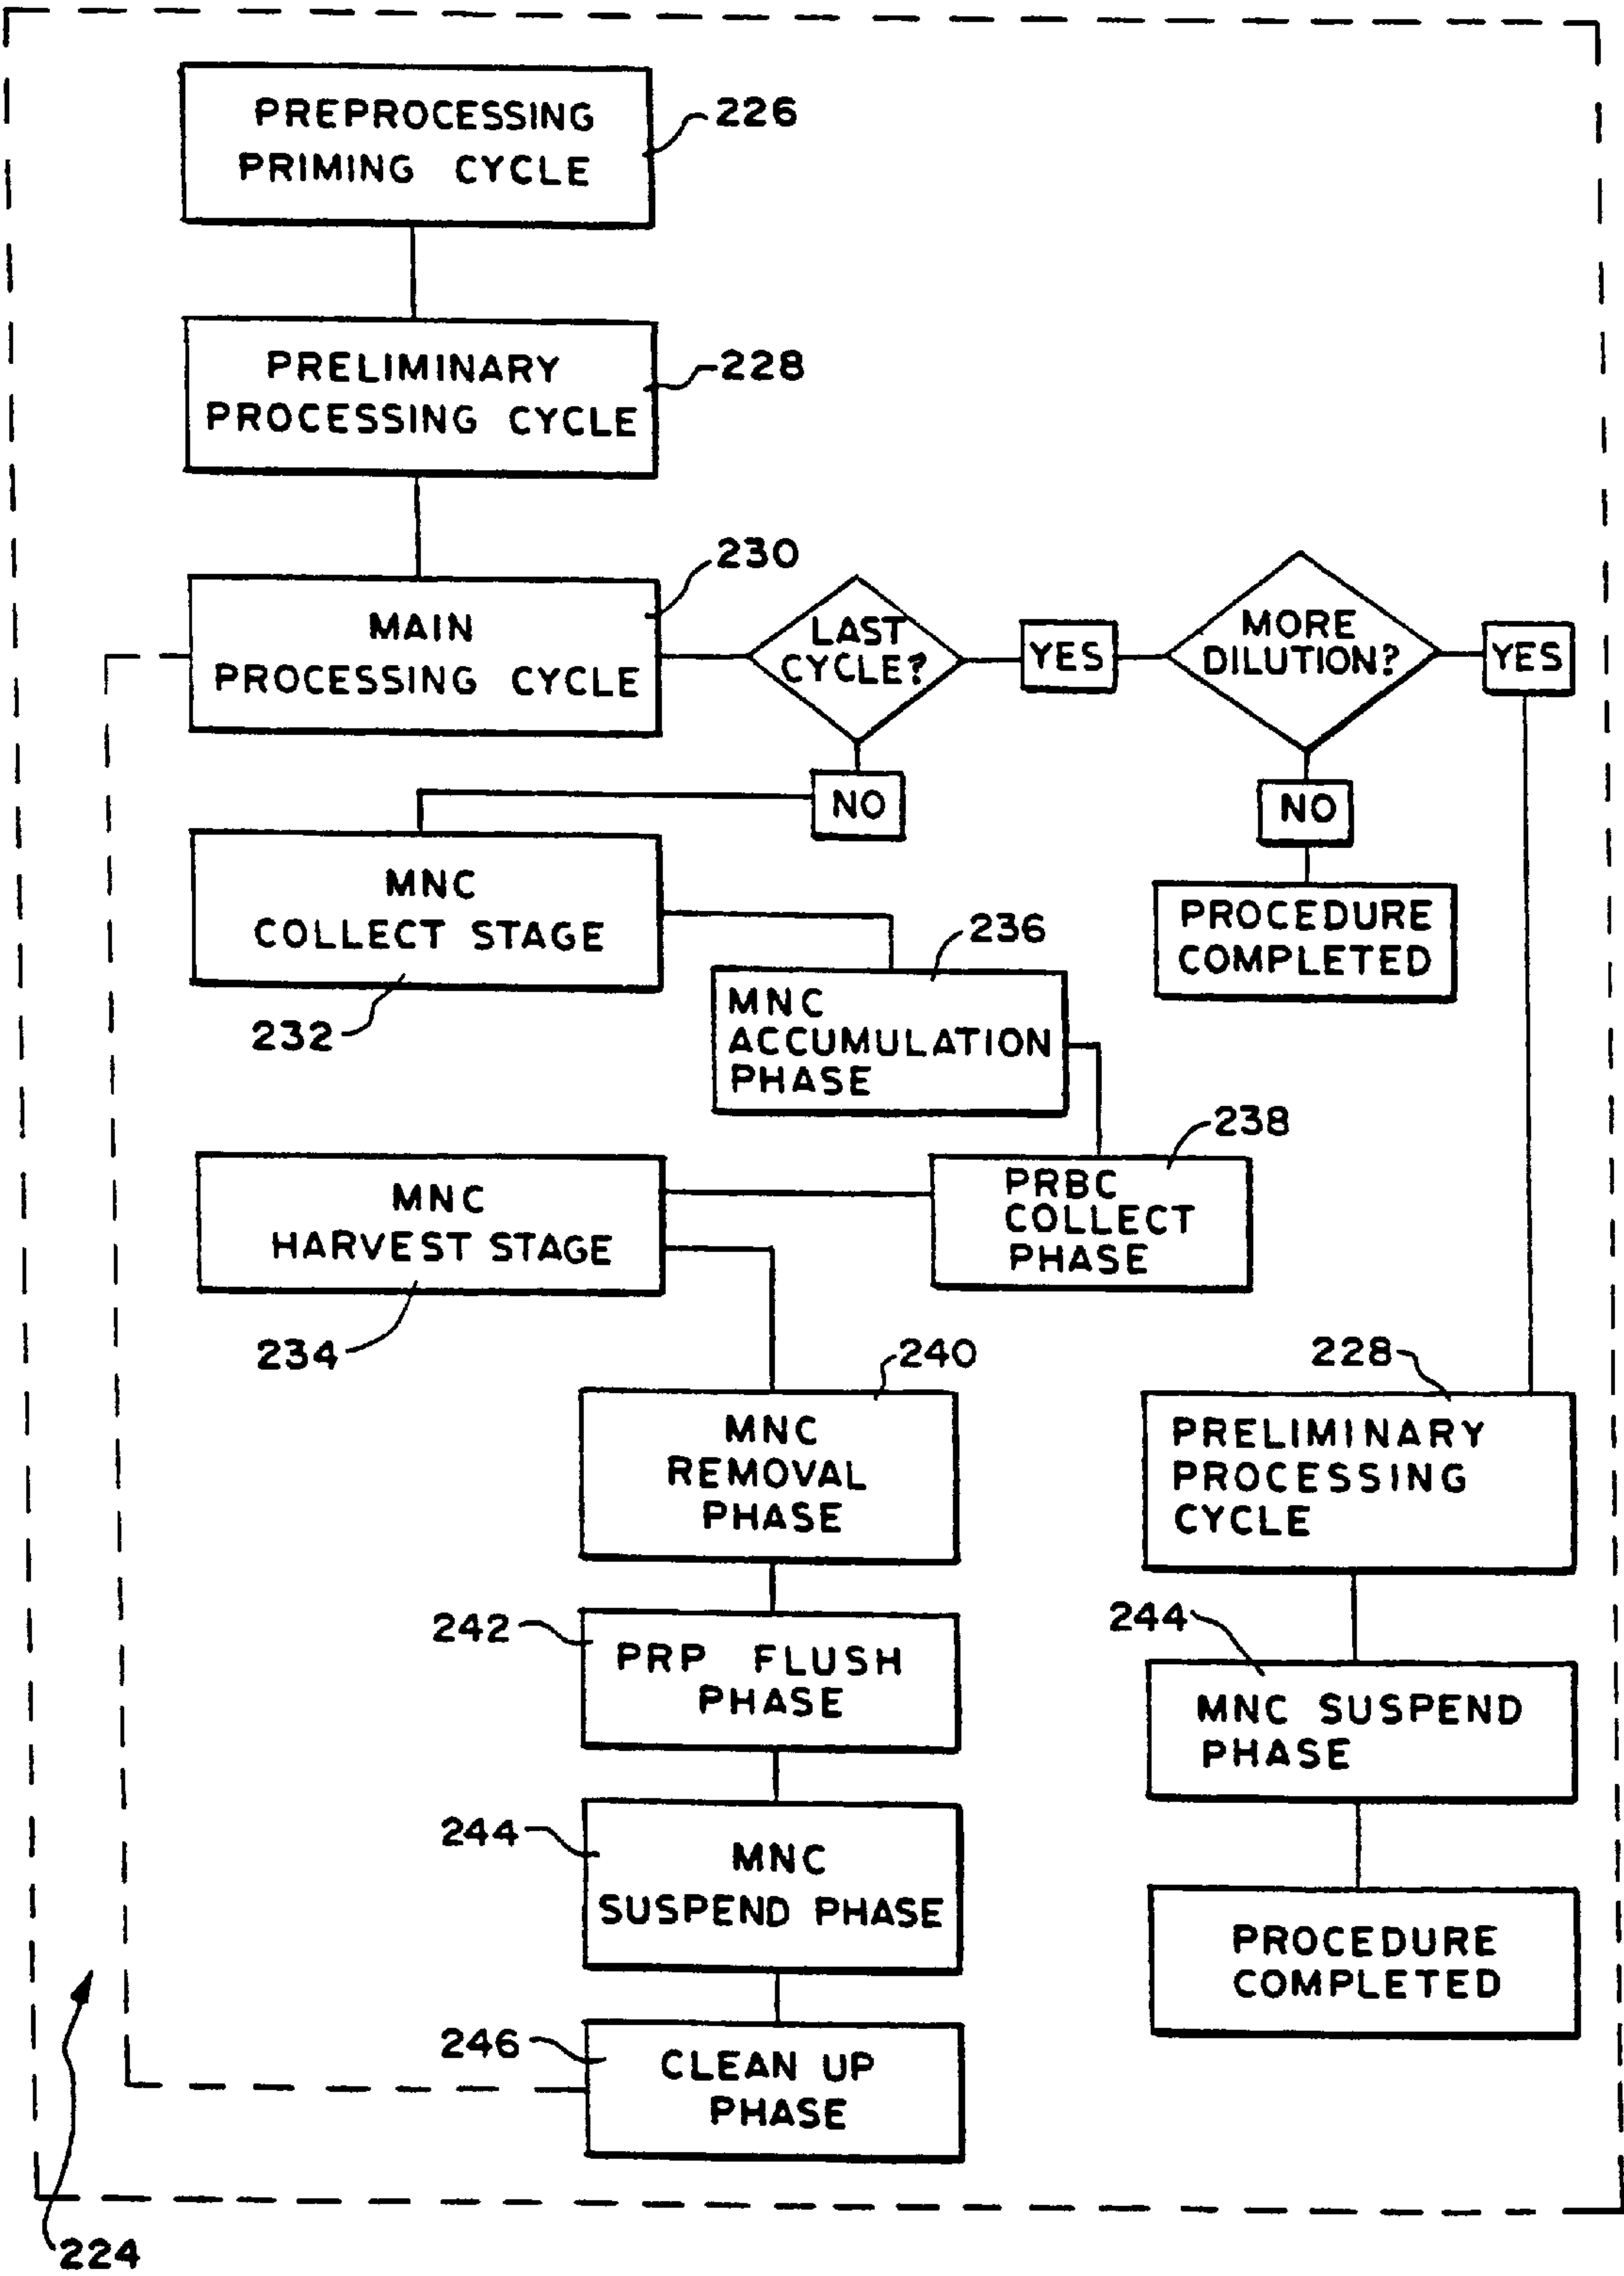 PREPROCESSING
PRIMING CYCLE
226
PRELIMINARY
PROCESSING CYCLE
228
230
MAIN
PROCESSING CYCLE
LAST
CYCLE?
YES
MORE
DILUTION?
YES
NO
NO
MNC
COLLECT STAGE
232
PROCEDURE
COMPLETED
236
MNC
ACCUMULATION
PHASE
238
PRBC
COLLECT
PHASE
MNC
HARVEST STAGE
234
240
MNC
REMOVAL
PHASE
228
PRELIMINARY
PROCESSING
CYCLE
242
PRP FLUSH
PHASE
244
MNC SUSPEND
PHASE
244
MNC
SUSPEND PHASE
PROCEDURE
COMPLETED
246
CLEAN UP
PHASE
224